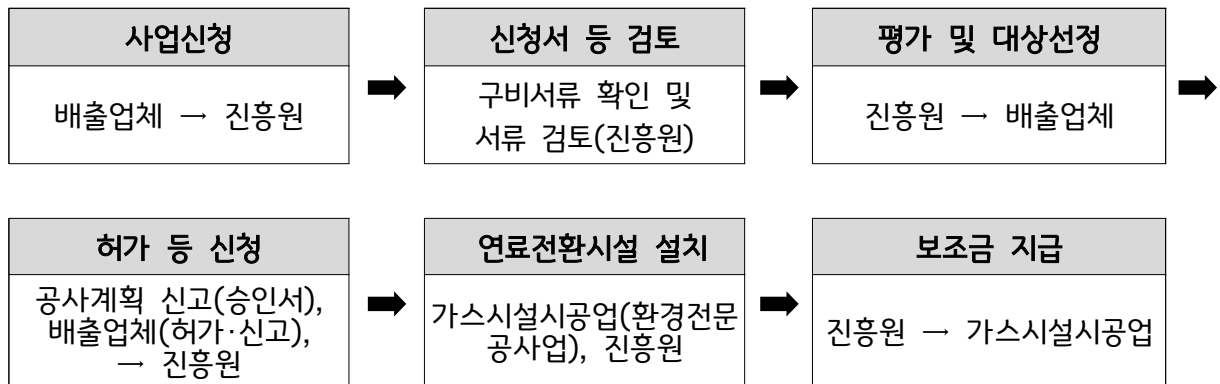 사업신청
배출업체 → 진흥원
신청서 등 검토
구비서류 확인 및
서류 검토(진흥원)
평가 및 대상선정
진흥원 → 배출업체
허가 등 신청
공사계획 신고(승인서),
배출업체(허가·신고),
→ 진흥원
연료전환시설 설치
가스시설시공업(환경전문
공사업), 진흥원
보조금 지급
진흥원 → 가스시설시공업